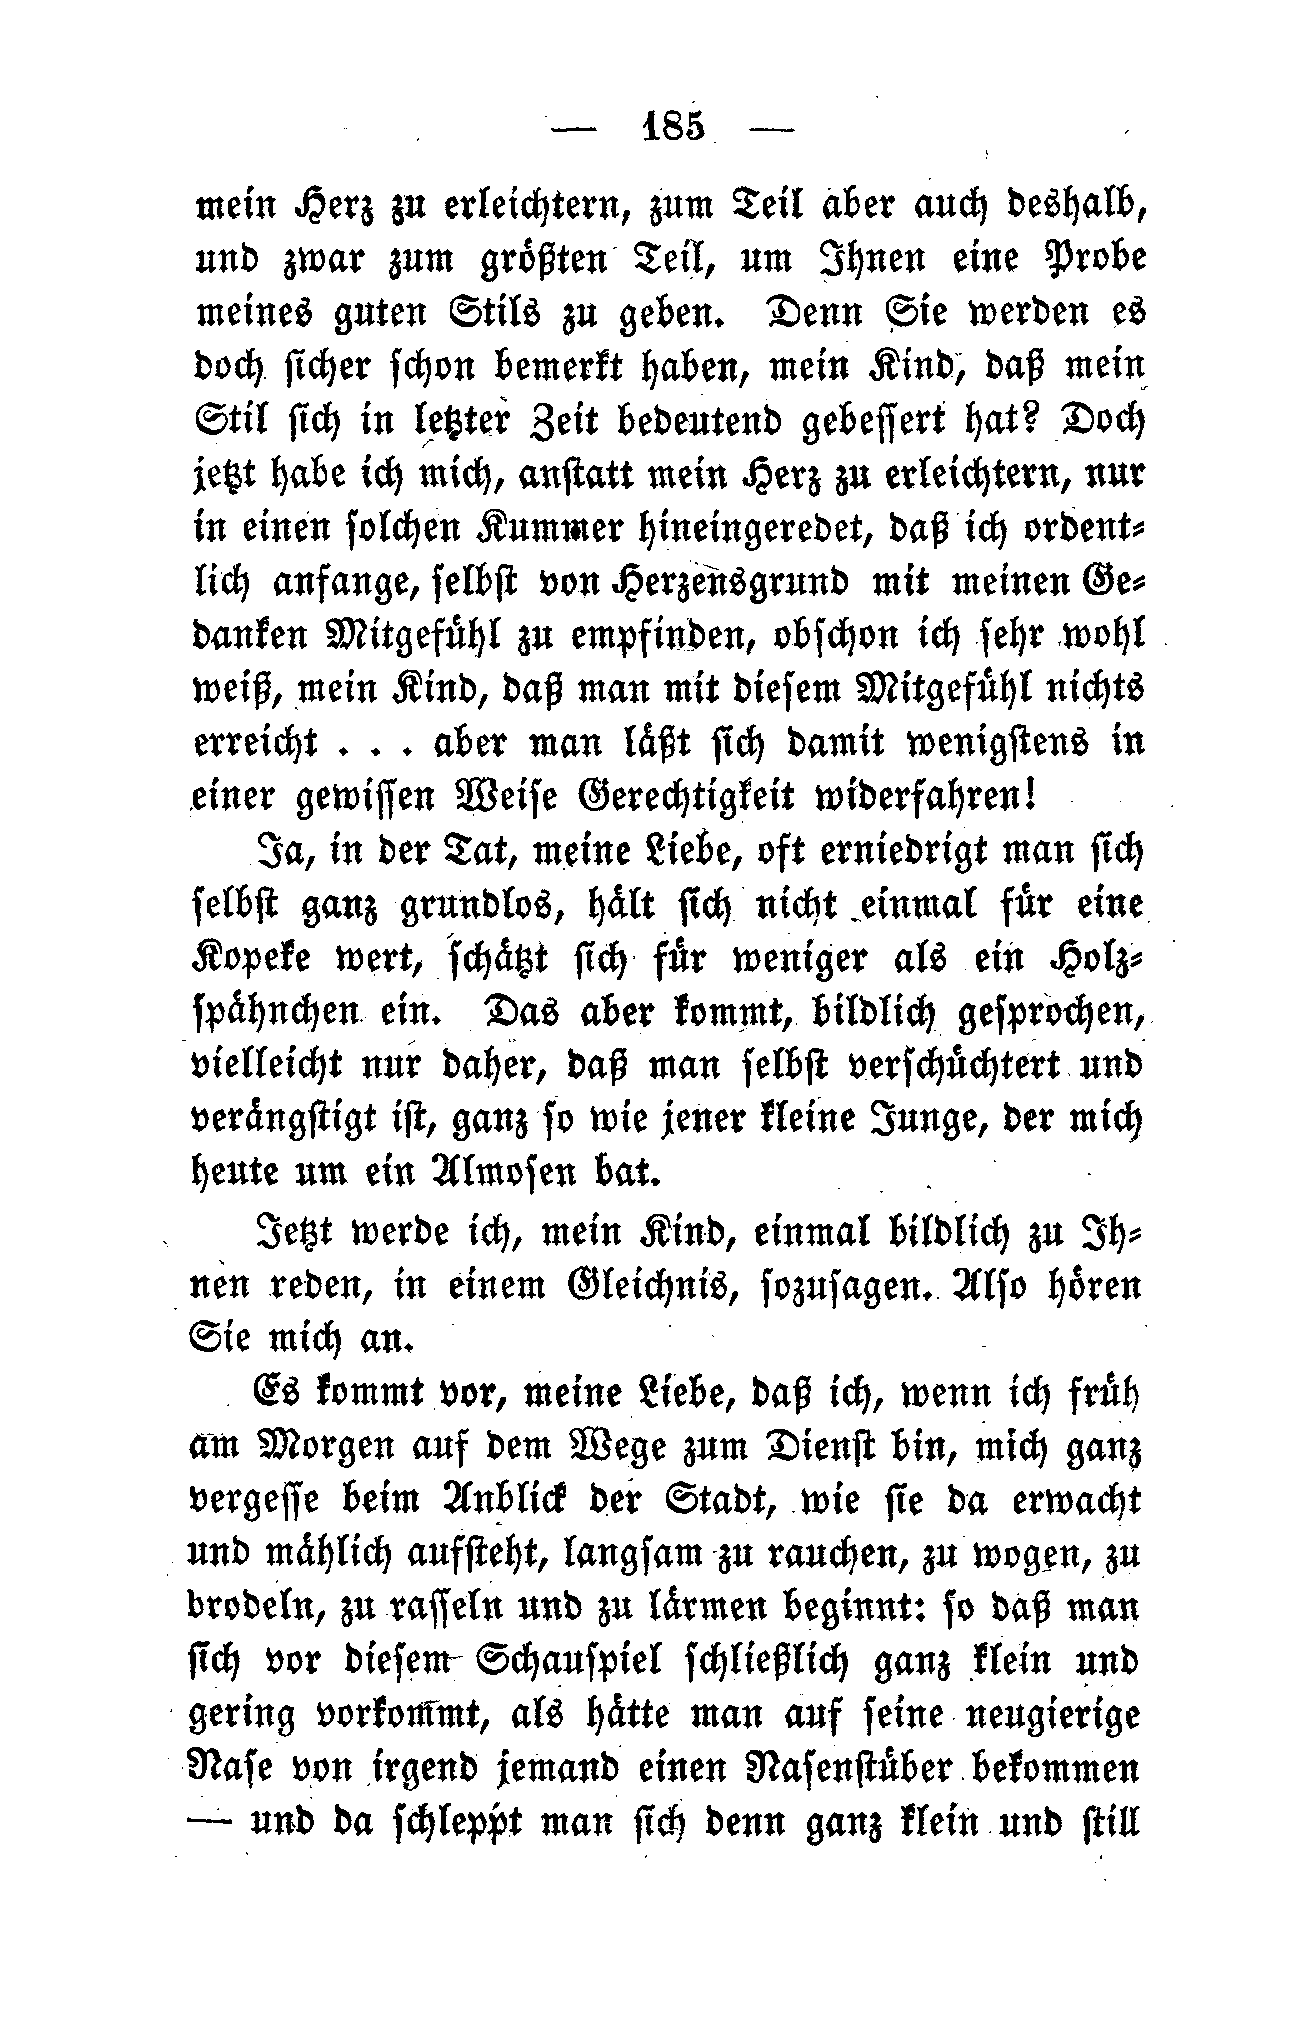 — 185 —
mein Herz zu erleichtern, zum Teil aber auch deshalb,
und zwar zum größten Teil, um Ihnen eine Probe
meines guten Stils zu geben. Denn Sie werden es
doch sicher schon bemerkt haben, mein Kind, daß mein
Stil sich in letzter Zeit bedeutend gebessert hat? Doch
jetzt habe ich mich, anstatt mein Herz zu erleichtern, nur
in einen solchen Kummer hineingeredet, daß ich ordent-
lich anfange, selbst von Herzensgrund mit meinen Ge-
danken Mitgefühl zu empfinden, obschon ich sehr wohl
weiß, mein Kind, daß man mit diesem Mitgefühl nichts
erreicht . . . aber man läßt sich damit wenigstens in
einer gewissen Weise Gerechtigkeit widerfahren!
Ja, in der Tat, meine Liebe, oft erniedrigt man sich
selbst ganz grundlos, hält sich nicht einmal für eine
Kopeke wert, schätzt sich für weniger als ein Holz-
spähnchen ein. Das aber kommt, bildlich gesprochen,
vielleicht nur daher, daß man selbst verschüchtert und
verängstigt ist, ganz so wie jener kleine Junge, der mich
heute um ein Almosen bat.
Jetzt werde ich, mein Kind, einmal bildlich zu Ih-
nen reden, in einem Gleichnis, sozusagen. Also hören
Sie mich an.
Es kommt vor, meine Liebe, daß ich, wenn ich früh
am Morgen auf dem Wege zum Dienst bin, mich ganz
vergesse beim Anblick der Stadt, wie sie da erwacht
und mählich aufsteht, langsam zu rauchen, zu wogen, zu
brodeln, zu rasseln und zu lärmen beginnt: so daß man
sich vor diesem Schauspiel schließlich ganz klein und
gering vorkommt, als hätte man auf seine neugierige
Nase von irgend jemand einen Nasenstüber bekommen
— und da schleppt man sich denn ganz klein und still